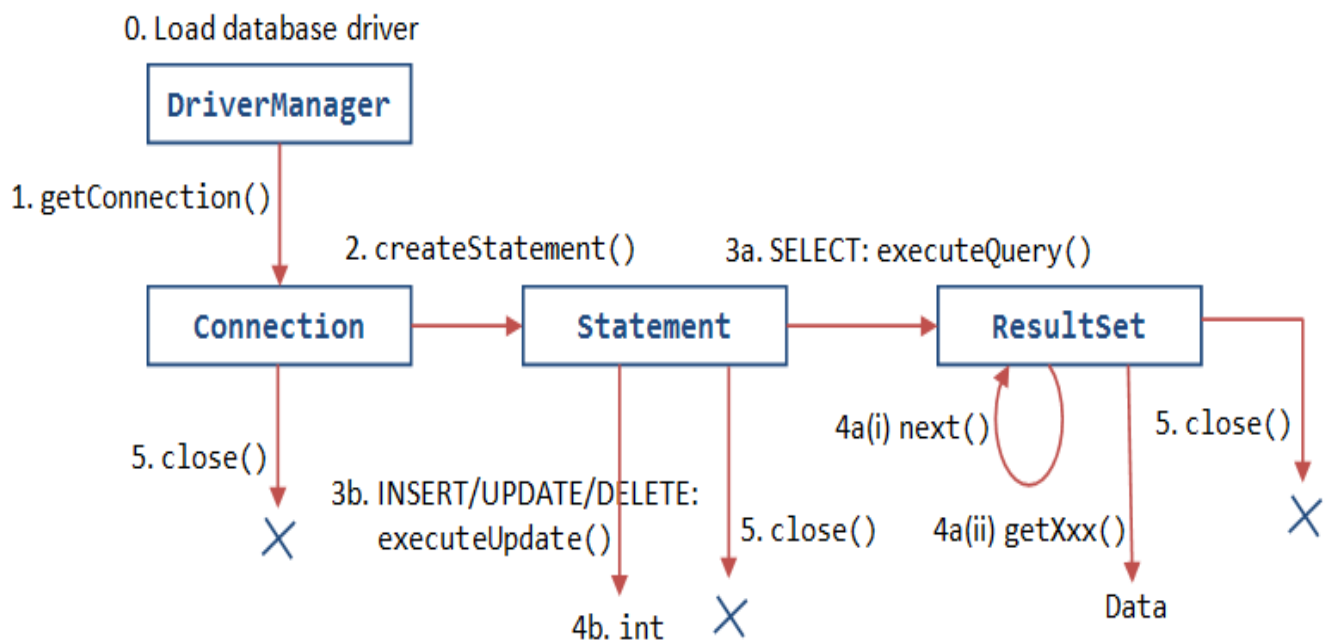 0. Load database driver
DriverManager
1. getConnection()
2. createStatement()
3a. SELECT: executeQuery()
Connection
Statement
ResultSet
5. close()
3b. INSERT/UPDATE/DELETE:
executeUpdate()
4b. int
5. close()
4a(i) next()
4a(ii) getXxx()
Data
5. close()